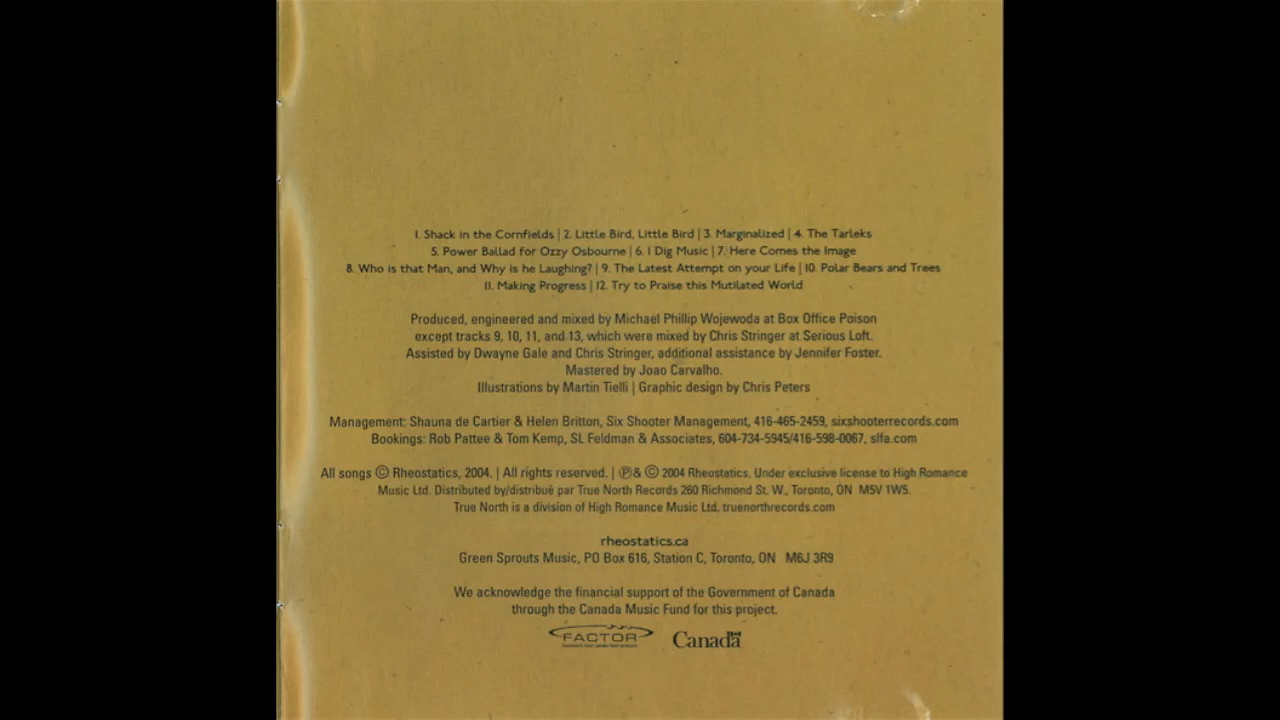 1. Shack in the Cornfields | 2. Little Bird, Little Bird | 3. Marginalized | 4. The Tarleks
5. Power Ballad for Ozzy Osbourne | 6. I Dig Music | 7. Here Comes the Image
8. Who is that Man, and Why is he Laughing? | 9. The Latest Attempt on your Life | 10. Polar Bears and Trees
11. Making Progress | 12. Try to Praise this Mutilated World
Produced, engineered and mixed by Michael Phillip Wojewoda at Box Office Poison
except tracks 9, 10, 11, and 13, which were mixed by Chris Stringer at Serious Loft.
Assisted by Dwayne Gale and Chris Stringer, additional assistance by Jennifer Foster.
Mastered by Joao Carvalho.
Illustrations by Martin Tielli | Graphic design by Chris Peters
Management: Shauna de Cartier & Helen Britton, Six Shooter Management, 416-465-2459, sixshooterrecords.com
Bookings: Rob Pattee & Tom Kemp, SL Feldman & Associates, 604-734-5945/416-598-0067, slfa.com
All songs © Rheostatics, 2004. | All rights reserved. | ℗& © 2004 Rheostatics. Under exclusive license to High Romance
Music Ltd. Distributed by/distribué par True North Records 260 Richmond St. W., Toronto, ON M5V 1W5.
True North is a division of High Romance Music Ltd. truenorthrecords.com
rheostatics.ca
Green Sprouts Music, PO Box 616, Station C, Toronto, ON M6J 3R9
We acknowledge the financial support of the Government of Canada
through the Canada Music Fund for this project.
FACTOR Canada